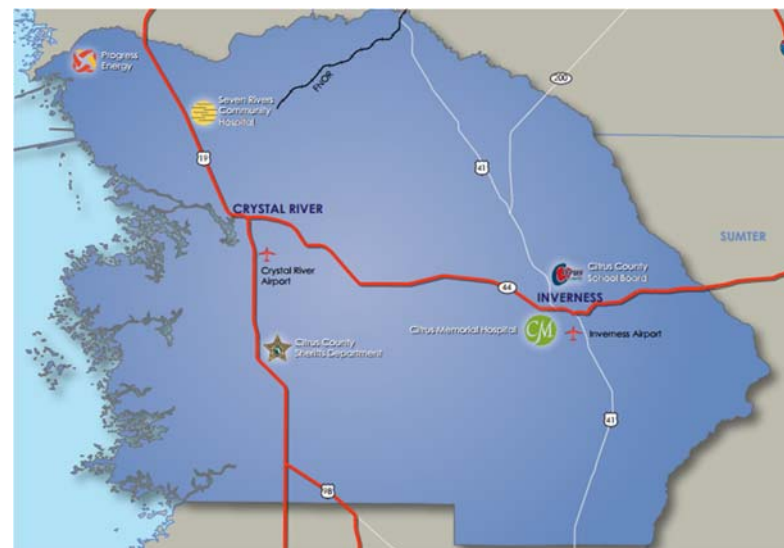 Progress
Energy
200
FNOR
Seven Rivers
Community
Hospital
19
41
CRYSTAL RIVER
SUMTER
Crystal River
Airport
Citrus County
School Board
44
INVERNESS
Citrus Memorial Hospital
CM
Inverness Airport
Citrus County
Sheriffs Department
41
98